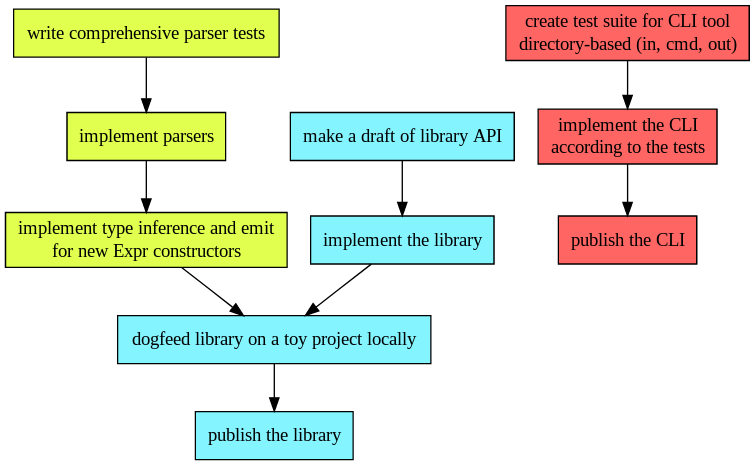 write comprehensive parser tests
create test suite for CLI tool
directory-based (in, cmd, out)
implement parsers
make a draft of library API
implement the CLI
according to the tests
implement type inference and emit
for new Expr constructors
implement the library
publish the CLI
dogfeed library on a toy project locally
publish the library